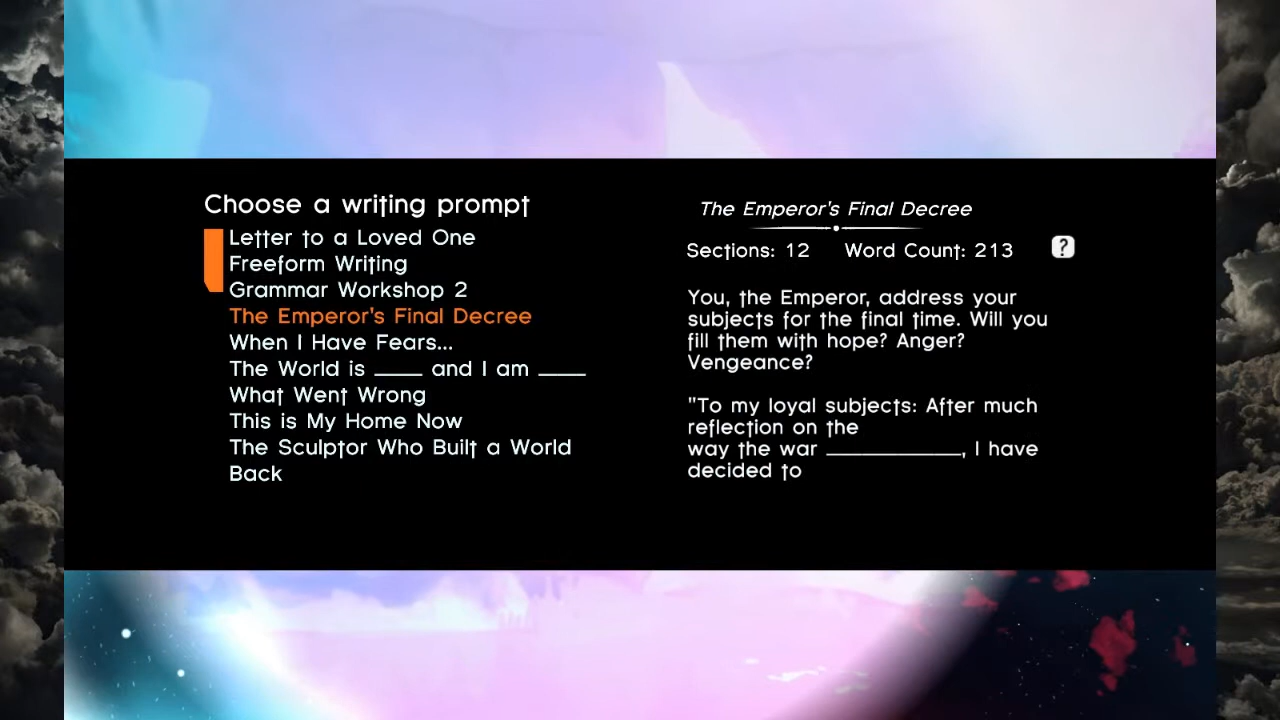 Choose a writing prompt
Letter to a Loved One
Freeform Writing
Grammar Workshop 2
The Emperor's Final Decree
When I Have Fears...
The World is ____ and I am ____
What Went Wrong
This is My Home Now
The Sculptor Who Built a World
Back
The Emperor's Final Decree
Sections: 12 Word Count: 213 ?
You, the Emperor, address your
subjects for the final time. Will you
fill them with hope? Anger?
Vengeance?
"To my loyal subjects: After much
reflection on the
way the war ___________, I have
decided to